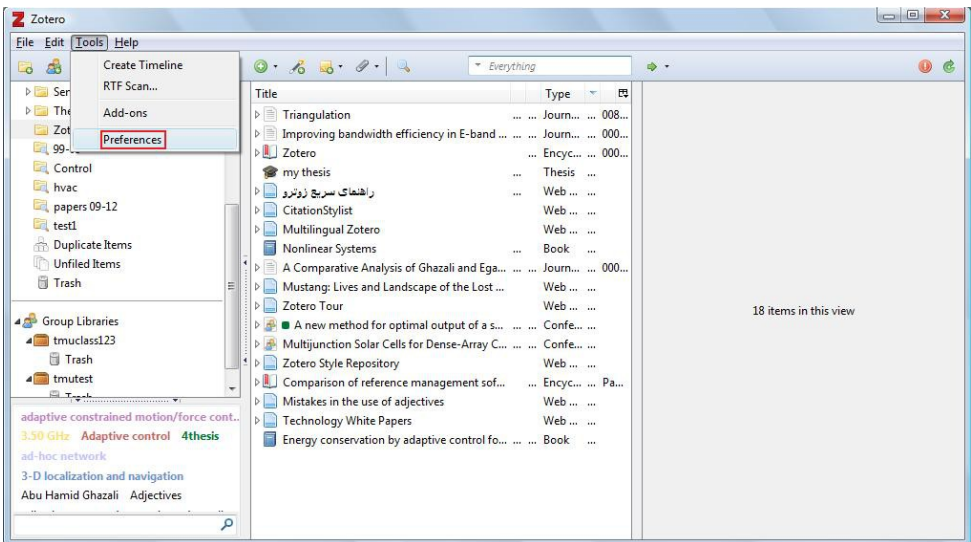 Zotero
File Edit Tools Help
Create Timeline
RTF Scan...
Add-ons
Preferences
Everything
Ser
The
Zot
99-
Control
hvac
papers 09-12
test1
Duplicate Items
Unfiled Items
Trash
Group Libraries
tmuclass123
Trash
tmutest
adaptive constrained motion/force cont..
3.50 GHz Adaptive control 4thesis
ad-hoc network
3-D localization and navigation
Abu Hamid Ghazali Adjectives
Title Type
Triangulation ... ... Journ... ... 008...
Improving bandwidth efficiency in E-band ... ... ... Journ... ... 000...
Zotero ... Encyc... ... 000...
my thesis ... Thesis ...
راهنمای سریع زوترو ... Web ... ...
CitationStylist Web ... ...
Multilingual Zotero Web ... ...
Nonlinear Systems ... Book ...
A Comparative Analysis of Ghazali and Ega... ... ... Journ... ... 000...
Mustang: Lives and Landscape of the Lost ... Web ... ...
Zotero Tour Web ... ...
A new method for optimal output of a s... ... ... Confe... ...
Multijunction Solar Cells for Dense-Array C... ... ... Confe... ...
Zotero Style Repository Web ... ...
Comparison of reference management sof... ... Encyc... ... Pa...
Mistakes in the use of adjectives Web ... ...
Technology White Papers Web ... ...
Energy conservation by adaptive control fo... ... ... Book ...
18 items in this view